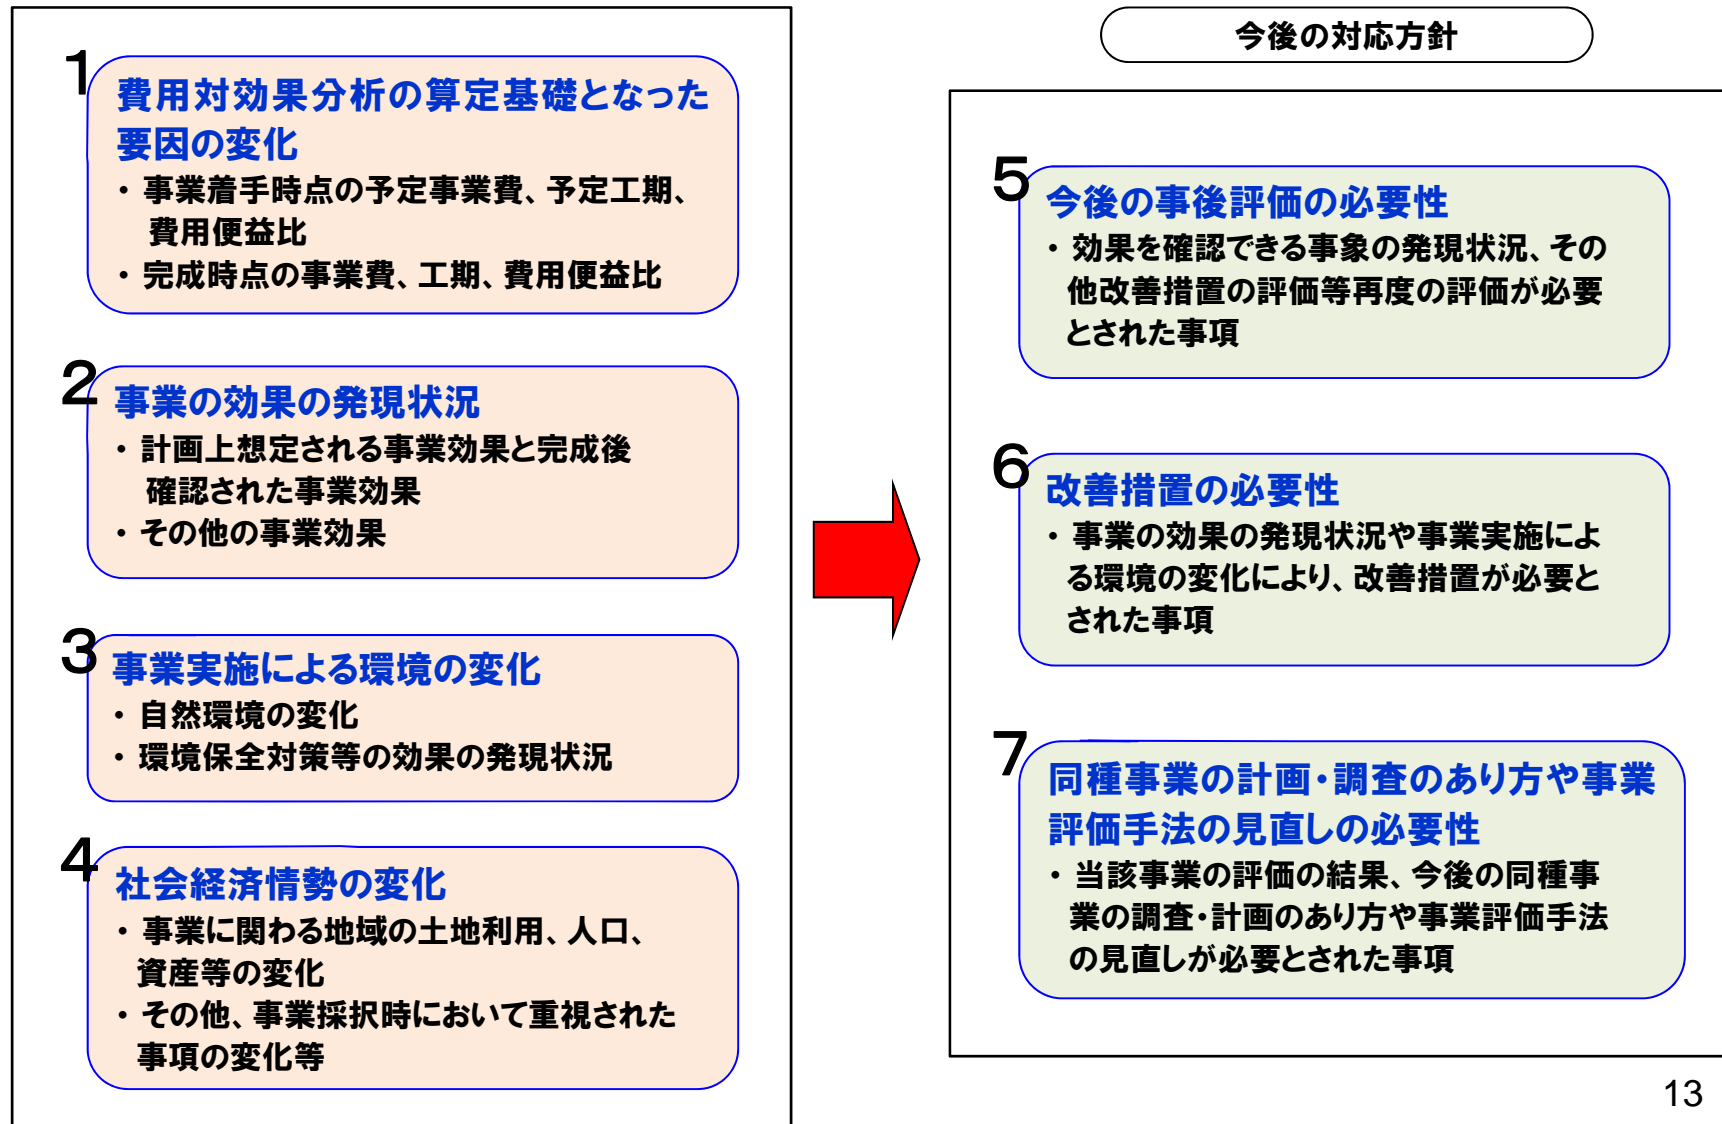 1
費用対効果分析の算定基礎となった
要因の変化
・ 事業着手時点の予定事業費、予定工期、
費用便益比
・ 完成時点の事業費、工期、費用便益比
2
事業の効果の発現状況
・ 計画上想定される事業効果と完成後
確認された事業効果
・ その他の事業効果
3
事業実施による環境の変化
・ 自然環境の変化
・ 環境保全対策等の効果の発現状況
4
社会経済情勢の変化
・ 事業に関わる地域の土地利用、人口、
資産等の変化
・ その他、事業採択時において重視された
事項の変化等
今後の対応方針
5
今後の事後評価の必要性
・ 効果を確認できる事象の発現状況、その
他改善措置の評価等再度の評価が必要
とされた事項
6
改善措置の必要性
・ 事業の効果の発現状況や事業実施によ
る環境の変化により、改善措置が必要と
された事項
7
同種事業の計画・調査のあり方や事業
評価手法の見直しの必要性
・ 当該事業の評価の結果、今後の同種事
業の調査・計画のあり方や事業評価手法
の見直しが必要とされた事項
13